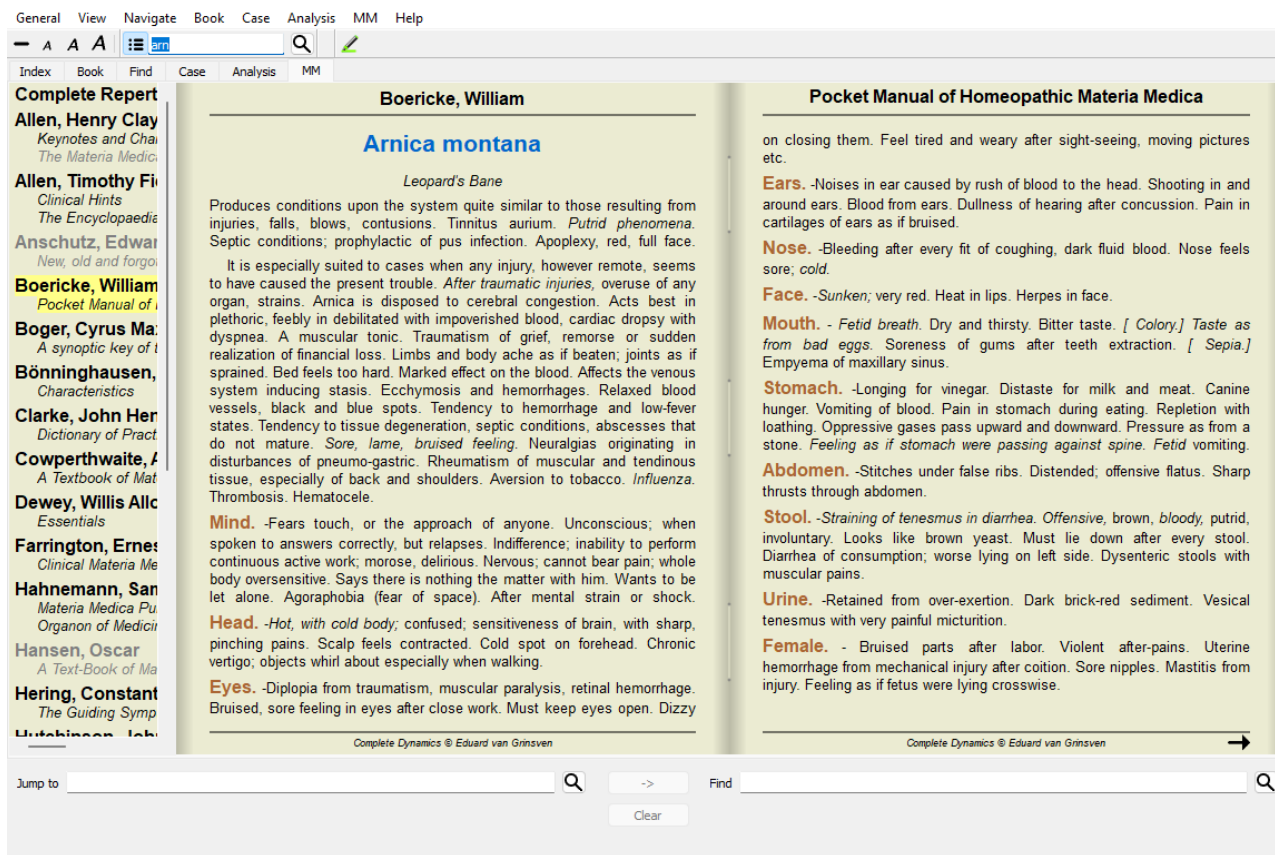 General View Navigate Book Case Analysis MM Help
A A A arn
Index Book Find Case Analysis MM
Complete Repert
Allen, Henry Clay
Keynotes and Cha
The Materia Medic
Allen, Timothy Fi
Clinical Hints
The Encyclopaedia
Anschutz, Edwar
New, old and forgo
Boericke, William
Pocket Manual of
Boger, Cyrus Ma
A synoptic key of t
Bönninghausen,
Characteristics
Clarke, John Hen
Dictionary of Pract
Cowperthwaite, A
A Textbook of Mat
Dewey, Willis Allo
Essentials
Farrington, Ernes
Clinical Materia Me
Hahnemann, Sam
Materia Medica Pu
Organon of Medicin
Hansen, Oscar
A Text-Book of Ma
Hering, Constant
The Guiding Symp
Hutchinson, Joh
Boericke, William
Arnica montana
Leopard's Bane
Produces conditions upon the system quite similar to those resulting from
injuries, falls, blows, contusions. Tinnitus aurium. Putrid phenomena.
Septic conditions; prophylactic of pus infection. Apoplexy, red, full face.
It is especially suited to cases when any injury, however remote, seems
to have caused the present trouble. After traumatic injuries, overuse of any
organ, strains. Arnica is disposed to cerebral congestion. Acts best in
plethoric, feebly in debilitated with impoverished blood, cardiac dropsy with
dyspnea. A muscular tonic. Traumatism of grief, remorse or sudden
realization of financial loss. Limbs and body ache as if beaten; joints as if
sprained. Bed feels too hard. Marked effect on the blood. Affects the venous
system inducing stasis. Ecchymosis and hemorrhages. Relaxed blood
vessels, black and blue spots. Tendency to hemorrhage and low-fever
states. Tendency to tissue degeneration, septic conditions, abscesses that
do not mature. Sore, lame, bruised feeling. Neuralgias originating in
disturbances of pneumo-gastric. Rheumatism of muscular and tendinous
tissue, especially of back and shoulders. Aversion to tobacco. Influenza.
Thrombosis. Hematocele.
Mind. -Fears touch, or the approach of anyone. Unconscious; when
spoken to answers correctly, but relapses. Indifference; inability to perform
continuous active work; morose, delirious. Nervous; cannot bear pain; whole
body oversensitive. Says there is nothing the matter with him. Wants to be
let alone. Agoraphobia (fear of space). After mental strain or shock.
Head. -Hot, with cold body; confused; sensitiveness of brain, with sharp,
pinching pains. Scalp feels contracted. Cold spot on forehead. Chronic
vertigo; objects whirl about especially when walking.
Eyes. -Diplopia from traumatism, muscular paralysis, retinal hemorrhage.
Bruised, sore feeling in eyes after close work. Must keep eyes open. Dizzy
Complete Dynamics © Eduard van Grinsven
Pocket Manual of Homeopathic Materia Medica
on closing them. Feel tired and weary after sight-seeing, moving pictures
etc.
Ears. -Noises in ear caused by rush of blood to the head. Shooting in and
around ears. Blood from ears. Dullness of hearing after concussion. Pain in
cartilages of ears as if bruised.
Nose. -Bleeding after every fit of coughing, dark fluid blood. Nose feels
sore; cold.
Face. -Sunken; very red. Heat in lips. Herpes in face.
Mouth. - Fetid breath. Dry and thirsty. Bitter taste. [ Colory.] Taste as
from bad eggs. Soreness of gums after teeth extraction. [ Sepia.]
Empyema of maxillary sinus.
Stomach. -Longing for vinegar. Distaste for milk and meat. Canine
hunger. Vomiting of blood. Pain in stomach during eating. Repletion with
loathing. Oppressive gases pass upward and downward. Pressure as from a
stone. Feeling as if stomach were passing against spine. Fetid vomiting.
Abdomen. -Stitches under false ribs. Distended; offensive flatus. Sharp
thrusts through abdomen.
Stool. -Straining of tenesmus in diarrhea. Offensive, brown, bloody, putrid,
involuntary. Looks like brown yeast. Must lie down after every stool.
Diarrhea of consumption; worse lying on left side. Dysenteric stools with
muscular pains.
Urine. -Retained from over-exertion. Dark brick-red sediment. Vesical
tenesmus with very painful micturition.
Female. - Bruised parts after labor. Violent after-pains. Uterine
hemorrhage from mechanical injury after coition. Sore nipples. Mastitis from
injury. Feeling as if fetus were lying crosswise.
Complete Dynamics © Eduard van Grinsven
Jump to -> Find
Clear